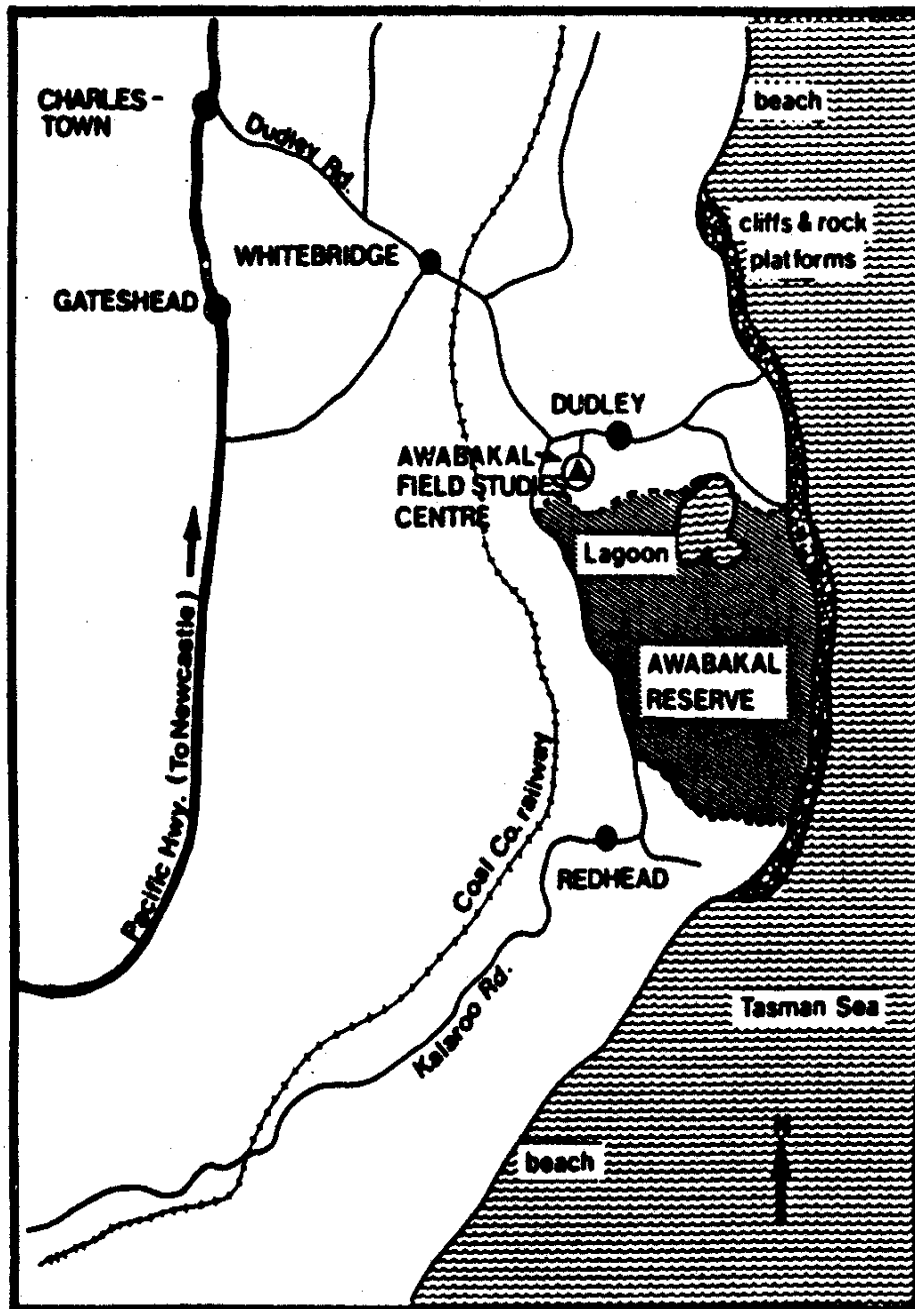 CHARLES-
TOWN
Dudley Rd.
beach
cliffs & rock
platforms
WHITEBRIDGE
GATESHEAD
DUDLEY
AWABAKAL
FIELD STUDIES
CENTRE
Lagoon
AWABAKAL
RESERVE
Pacific Hwy. (To Newcastle)
Coal Co. railway
REDHEAD
Kalaroo Rd.
Tasman Sea
N
beach